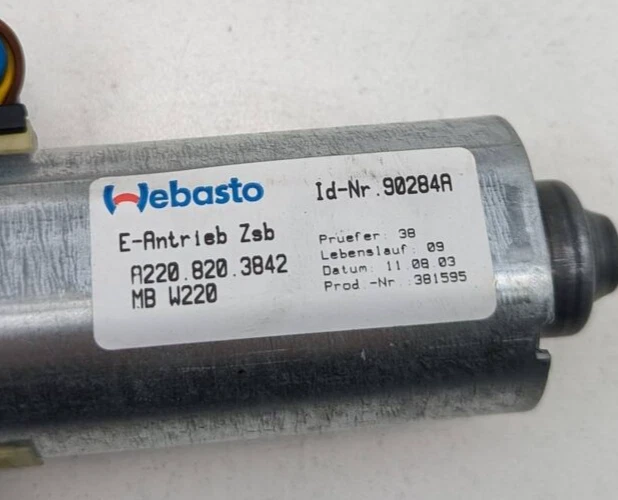 Webasto
E-Antrieb Zsb
A220.820.3842
MB W220
Id-Nr.90284A
Pruefer: 38
Lebenslauf: 09
Datum: 11.08.03
Prod.-Nr.:381595